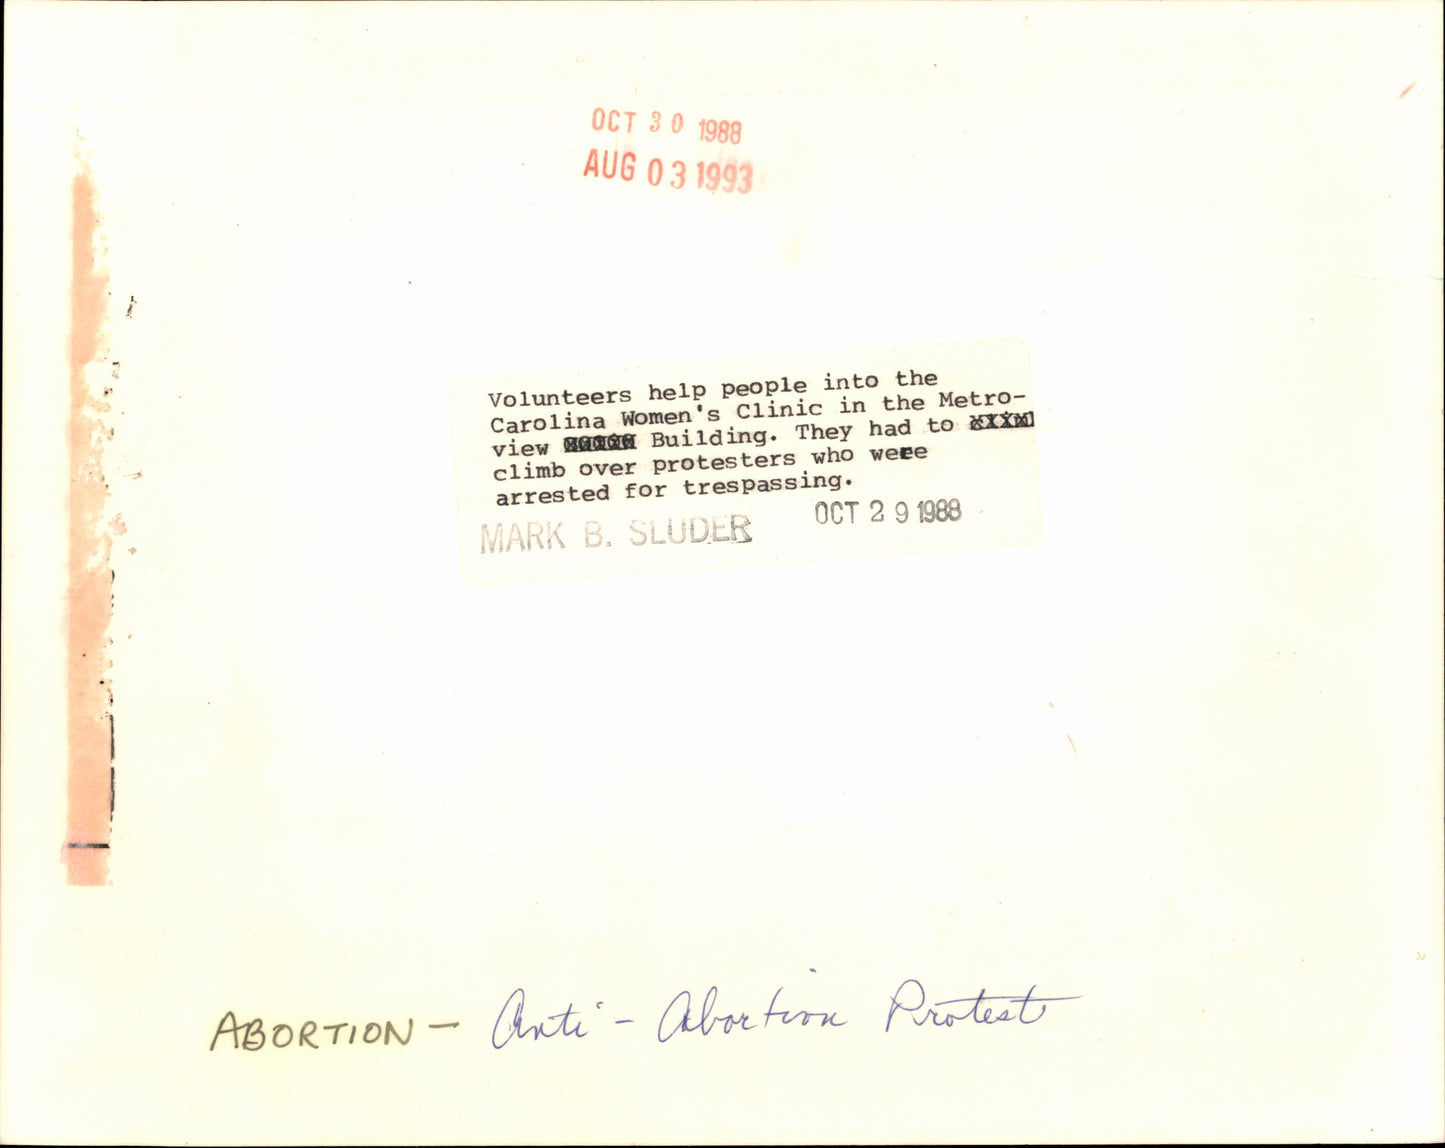 OCT 30 1988
AUG 03 1993
Volunteers help people into the
Carolina Women's Clinic in the Metro-
view Building. They had to
climb over protesters who were
arrested for trespassing.
MARK B. SLUDER OCT 29 1988
ABORTION - Anti - Abortion Protest